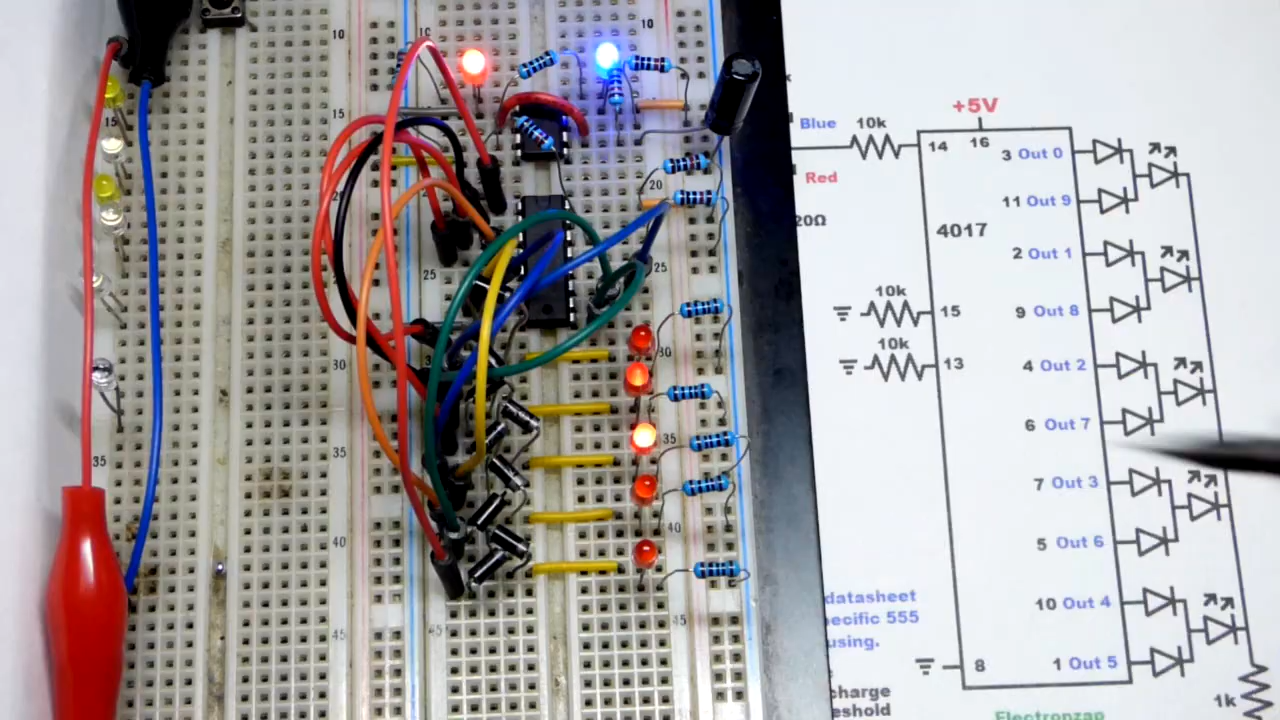 10
10
15
15
20
20
25
25
30
30
35
35
35
40
40
45
45
45
+5V
Blue
10k
14
16
3 Out 0
Red
11 Out 9
20Ω
4017
2 Out 1
10k
15
9 Out 8
10k
13
4 Out 2
6 Out 7
7 Out 3
5 Out 6
datasheet
10 Out 4
ecific 555
using.
8
1 Out 5
charge
eshold
1k
Electronzap